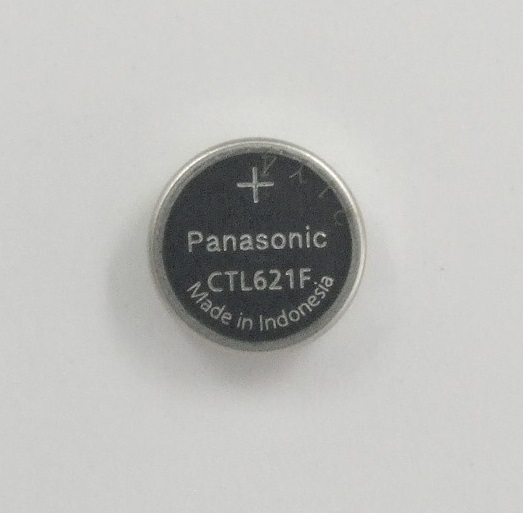 +
Panasonic
CTL621F
Made in Indonesia